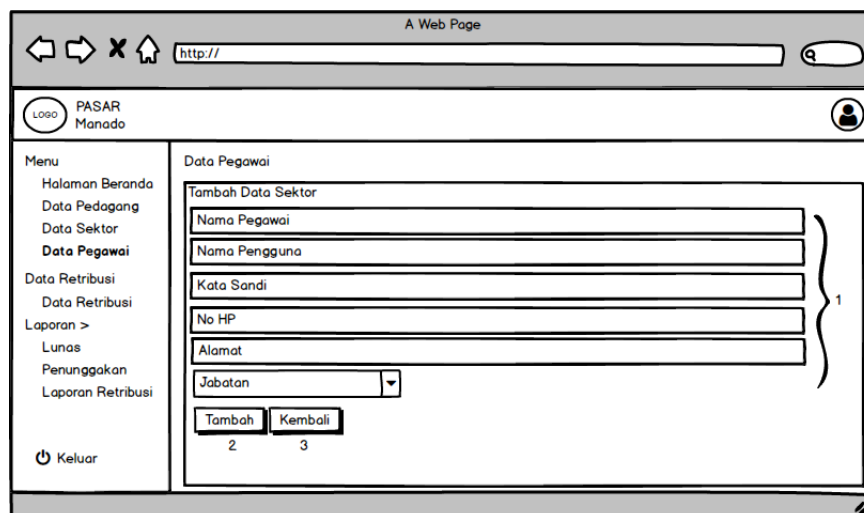 A Web Page
http://
LOGO
PASAR
Manado
Menu
Halaman Beranda
Data Pedagang
Data Sektor
Data Pegawai
Data Retribusi
Data Retribusi
Laporan >
Lunas
Penunggakan
Laporan Retribusi
Keluar
Data Pegawai
Tambah Data Sektor
Nama Pegawai
Nama Pengguna
Kata Sandi
No HP
Alamat
Jabatan
1
Tambah Kembali
2 3